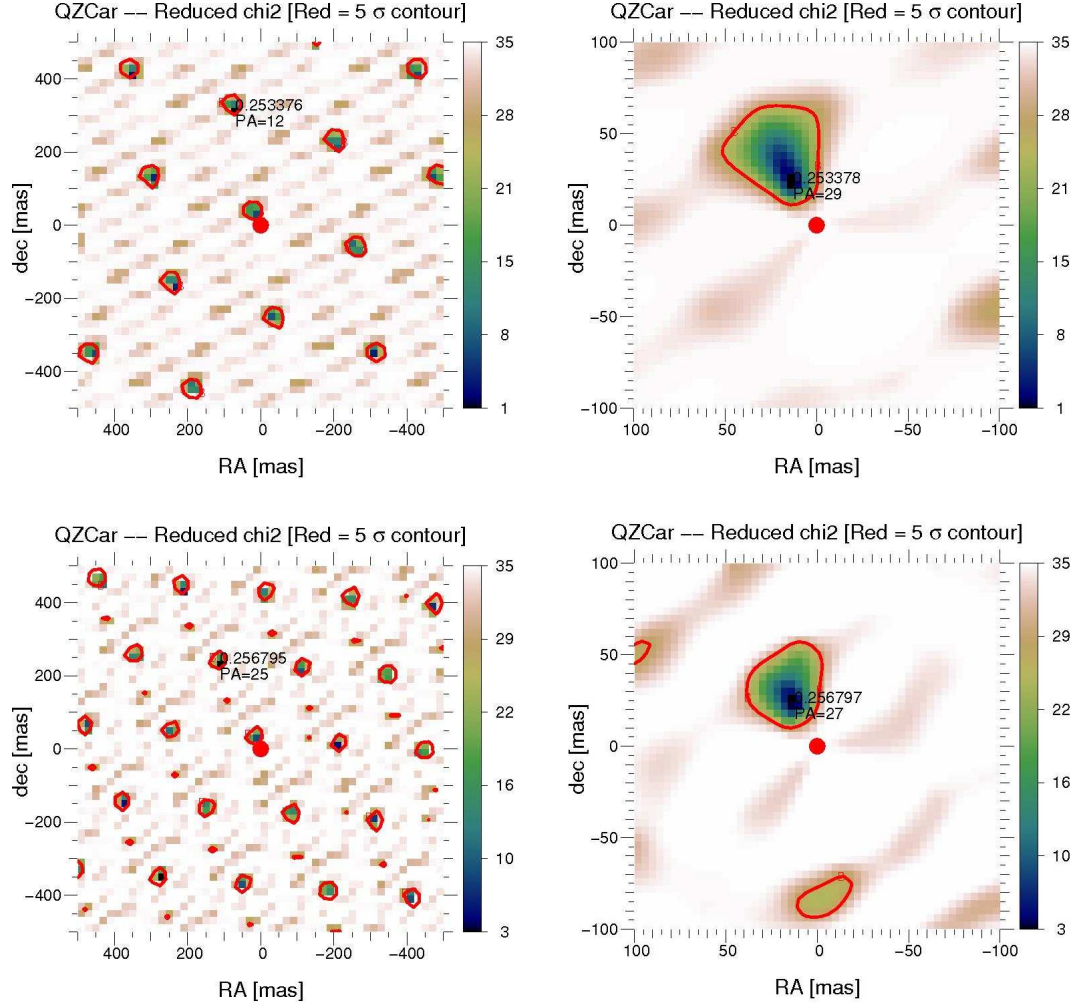 QZCar -- Reduced chi2 [Red = 5 σ contour]
400
200
0
-200
-400
dec [mas]
400 200 0 -200 -400
RA [mas]
0.253376
PA=12
35
28
21
15
8
1
QZCar -- Reduced chi2 [Red = 5 σ contour]
100
50
0
-50
-100
dec [mas]
100 50 0 -50 -100
RA [mas]
0.253378
PA=29
35
28
21
15
8
1
QZCar -- Reduced chi2 [Red = 5 σ contour]
400
200
0
-200
-400
dec [mas]
400 200 0 -200 -400
RA [mas]
0.256795
PA=25
35
29
22
16
10
3
QZCar -- Reduced chi2 [Red = 5 σ contour]
100
50
0
-50
-100
dec [mas]
100 50 0 -50 -100
RA [mas]
0.256797
PA=27
35
29
22
16
10
3